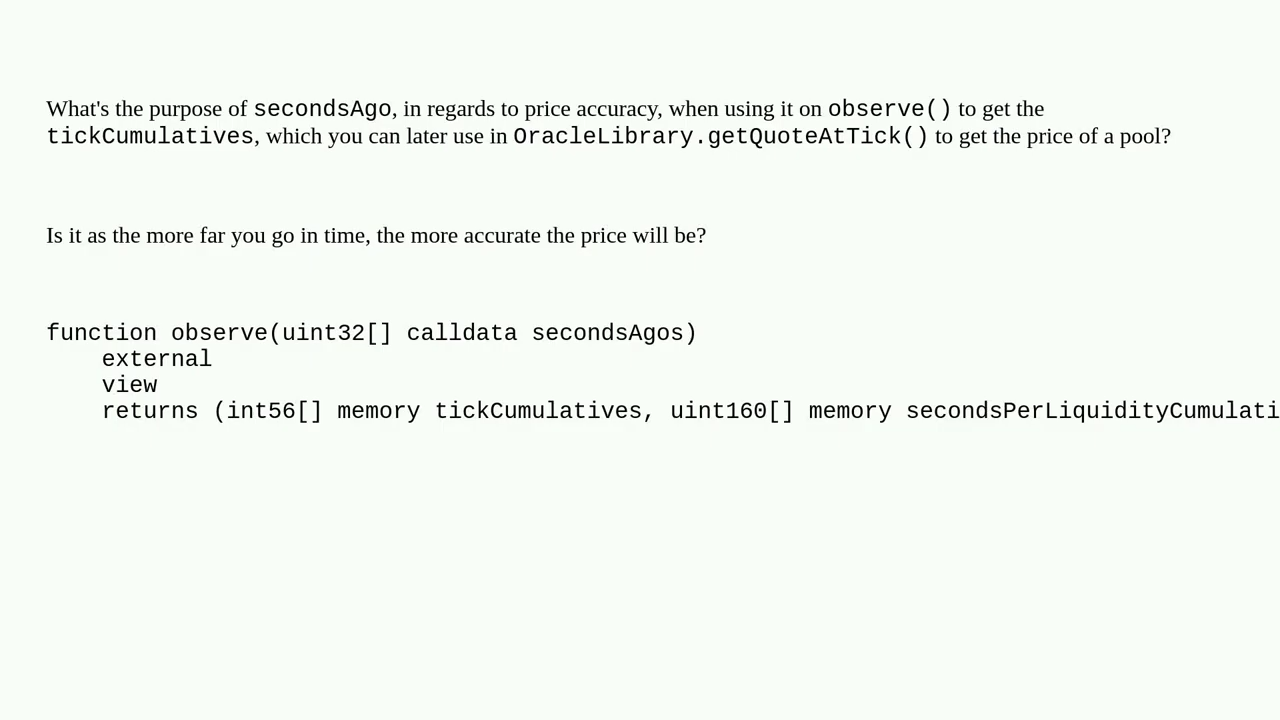 What's the purpose of secondsAgo, in regards to price accuracy, when using it on observe() to get the
tickCumulatives, which you can later use in OracleLibrary.getQuoteAtTick() to get the price of a pool?
Is it as the more far you go in time, the more accurate the price will be?
function observe(uint32[] calldata secondsAgos)
    external
    view
    returns (int56[] memory tickCumulatives, uint160[] memory secondsPerLiquidityCumulati